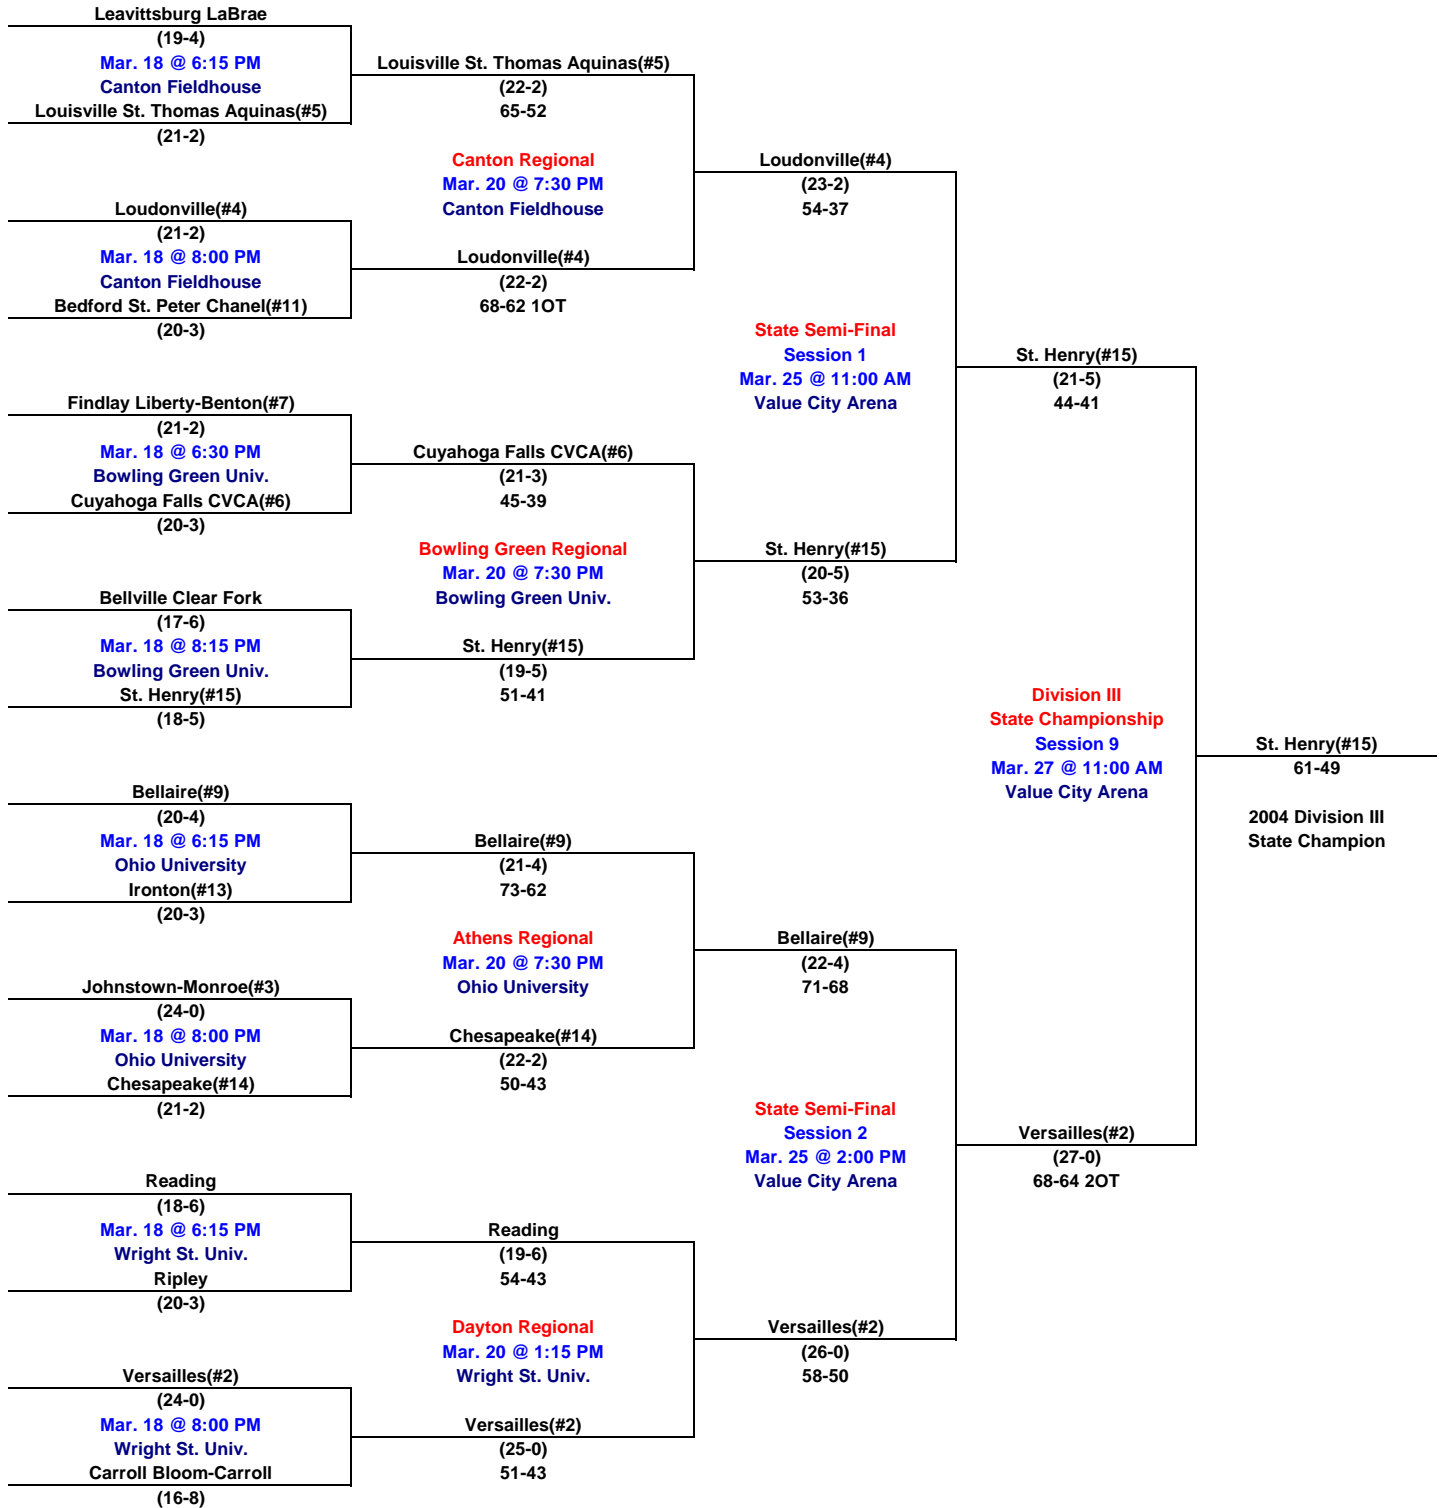 Leavittsburg LaBrae
(19-4)
Mar. 18 @ 6:15 PM
Canton Fieldhouse
Louisville St. Thomas Aquinas(#5)
(21-2)
Loudonville(#4)
(21-2)
Mar. 18 @ 8:00 PM
Canton Fieldhouse
Bedford St. Peter Chanel(#11)
(20-3)
Findlay Liberty-Benton(#7)
(21-2)
Mar. 18 @ 6:30 PM
Bowling Green Univ.
Cuyahoga Falls CVCA(#6)
(20-3)
Bellville Clear Fork
(17-6)
Mar. 18 @ 8:15 PM
Bowling Green Univ.
St. Henry(#15)
(18-5)
Bellaire(#9)
(20-4)
Mar. 18 @ 6:15 PM
Ohio University
Ironton(#13)
(20-3)
Johnstown-Monroe(#3)
(24-0)
Mar. 18 @ 8:00 PM
Ohio University
Chesapeake(#14)
(21-2)
Reading
(18-6)
Mar. 18 @ 6:15 PM
Wright St. Univ.
Ripley
(20-3)
Versailles(#2)
(24-0)
Mar. 18 @ 8:00 PM
Wright St. Univ.
Carroll Bloom-Carroll
(16-8)
Louisville St. Thomas Aquinas(#5)
(22-2)
65-52
Canton Regional
Mar. 20 @ 7:30 PM
Canton Fieldhouse
Loudonville(#4)
(22-2)
68-62 1OT
Cuyahoga Falls CVCA(#6)
(21-3)
45-39
Bowling Green Regional
Mar. 20 @ 7:30 PM
Bowling Green Univ.
St. Henry(#15)
(19-5)
51-41
Bellaire(#9)
(21-4)
73-62
Athens Regional
Mar. 20 @ 7:30 PM
Ohio University
Chesapeake(#14)
(22-2)
50-43
Reading
(19-6)
54-43
Dayton Regional
Mar. 20 @ 1:15 PM
Wright St. Univ.
Versailles(#2)
(25-0)
51-43
Loudonville(#4)
(23-2)
54-37
State Semi-Final
Session 1
Mar. 25 @ 11:00 AM
Value City Arena
St. Henry(#15)
(20-5)
53-36
Bellaire(#9)
(22-4)
71-68
State Semi-Final
Session 2
Mar. 25 @ 2:00 PM
Value City Arena
Versailles(#2)
(26-0)
58-50
St. Henry(#15)
(21-5)
44-41
Division III
State Championship
Session 9
Mar. 27 @ 11:00 AM
Value City Arena
Versailles(#2)
(27-0)
68-64 2OT
St. Henry(#15)
61-49
2004 Division III
State Champion